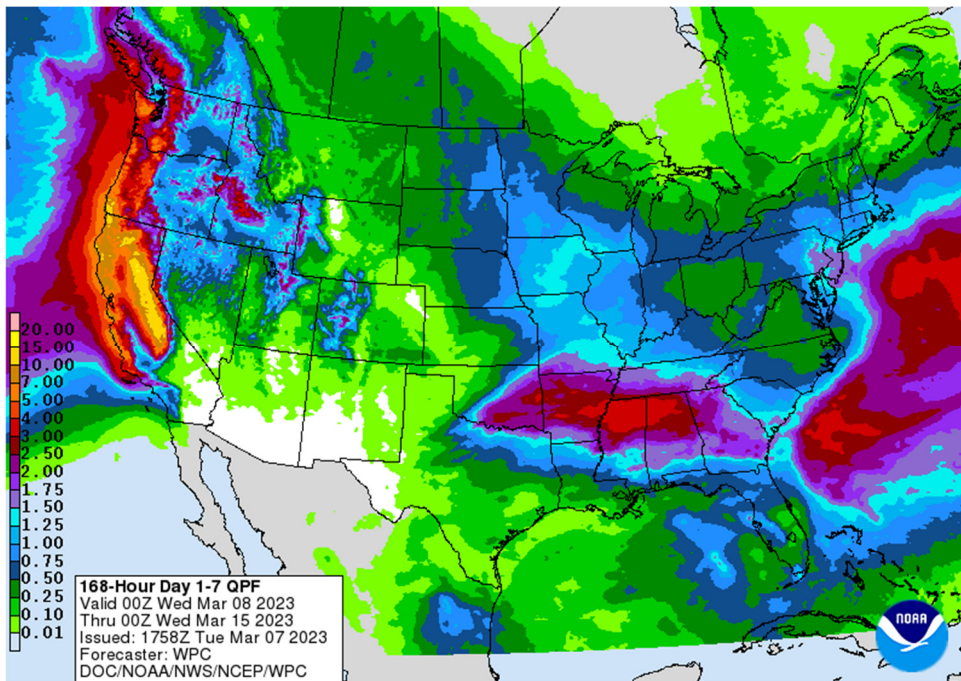 20.00
15.00
10.00
7.00
5.00
4.00
3.00
2.50
2.00
1.75
1.50
1.25
1.00
0.75
0.50
0.25
0.10
0.01
168-Hour Day 1-7 QPF
Valid 00Z Wed Mar 08 2023
Thru 00Z Wed Mar 15 2023
Issued: 1758Z Tue Mar 07 2023
Forecaster: WPC
DOC/NOAA/NWS/NCEP/WPC
NOAA